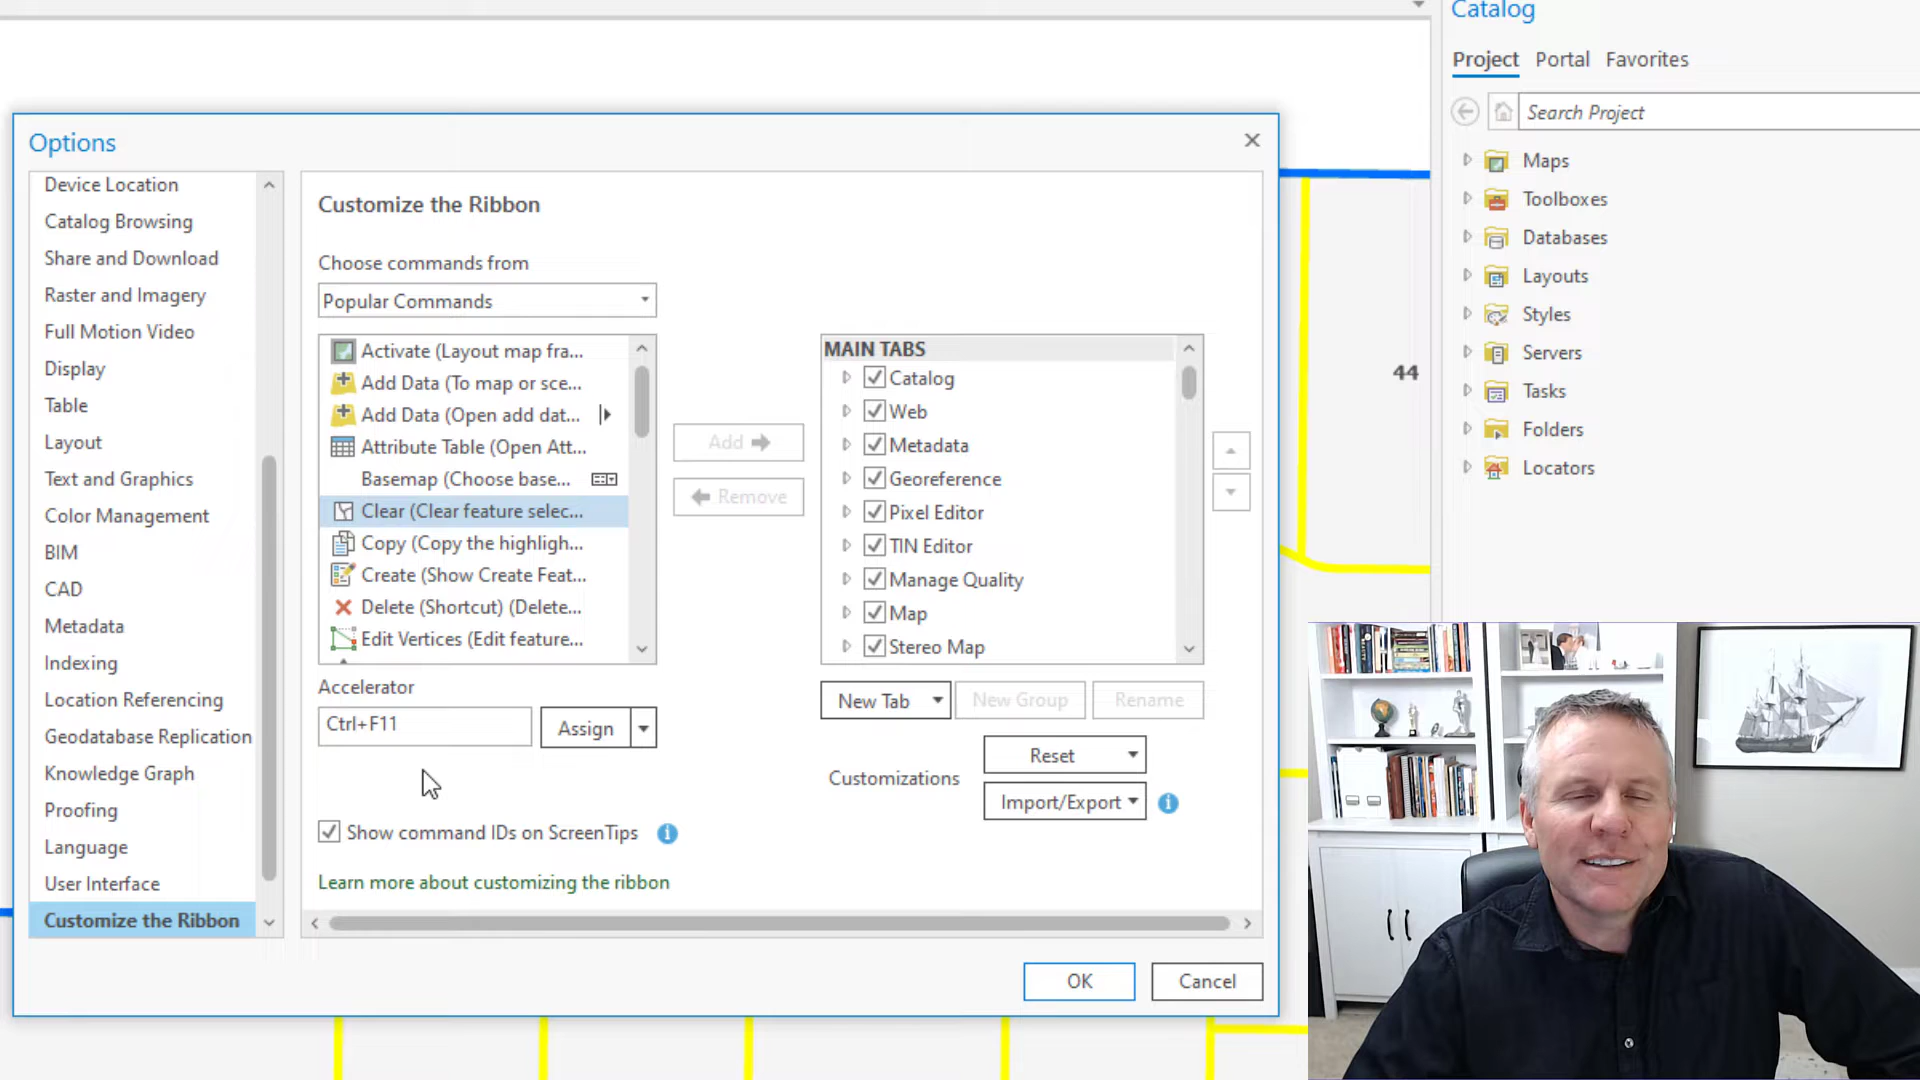 Catalog
Project Portal Favorites
Search Project
Maps
Toolboxes
Databases
Layouts
Styles
Servers
Tasks
Folders
Locators
44
Options
Device Location
Catalog Browsing
Share and Download
Raster and Imagery
Full Motion Video
Display
Table
Layout
Text and Graphics
Color Management
BIM
CAD
Metadata
Indexing
Location Referencing
Geodatabase Replication
Knowledge Graph
Proofing
Language
User Interface
Customize the Ribbon
Customize the Ribbon
Choose commands from
Popular Commands
Activate (Layout map fra...
Add Data (To map or sce...
Add Data (Open add dat...
Attribute Table (Open Att...
Basemap (Choose base...
Clear (Clear feature selec...
Copy (Copy the highligh...
Create (Show Create Feat...
Delete (Shortcut) (Delete...
Edit Vertices (Edit feature...
Add
Remove
MAIN TABS
Catalog
Web
Metadata
Georeference
Pixel Editor
TIN Editor
Manage Quality
Map
Stereo Map
Accelerator
Ctrl+F11
Assign
New Tab
New Group
Rename
Customizations
Reset
Import/Export
Show command IDs on ScreenTips
Learn more about customizing the ribbon
OK
Cancel